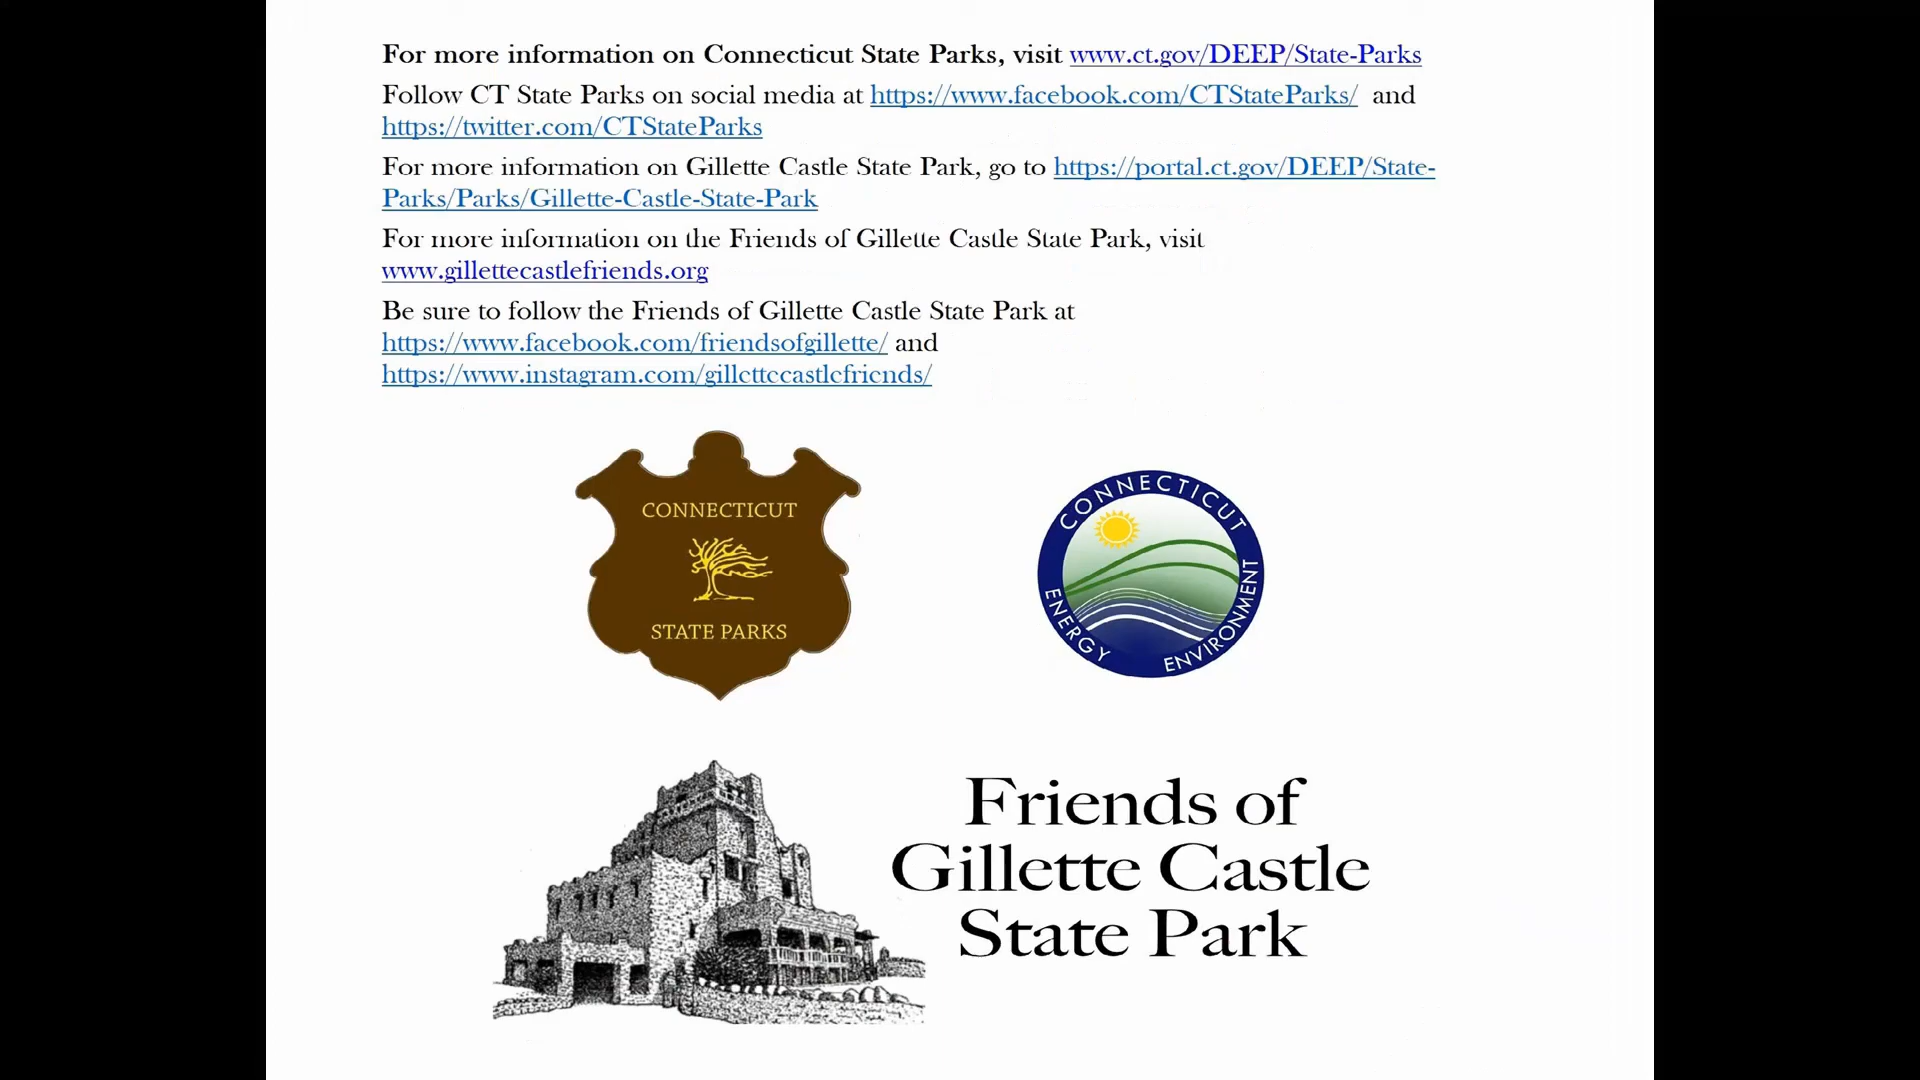 For more information on Connecticut State Parks, visit www.ct.gov/DEEP/State-Parks
Follow CT State Parks on social media at https://www.facebook.com/CTStateParks/ and
https://twitter.com/CTStateParks
For more information on Gillette Castle State Park, go to https://portal.ct.gov/DEEP/State-
Parks/Parks/Gillette-Castle-State-Park
For more information on the Friends of Gillette Castle State Park, visit
www.gillettecastlefriends.org
Be sure to follow the Friends of Gillette Castle State Park at
https://www.facebook.com/friendsofgillette/ and
https://www.instagram.com/gillettecastlefriends/
CONNECTICUT
STATE PARKS
CONNECTICUT
ENERGY
ENVIRONMENT
Friends of
Gillette Castle
State Park